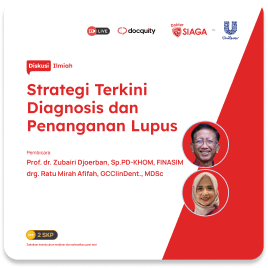 LIVE
docquity
Dokter
SIAGA
Unilever
Diskusi Ilmiah
Strategi Terkini
Diagnosis dan
Penanganan Lupus
Pembicara
Prof. dr. Zubairi Djoerban, Sp.PD-KHOM, FINASIM
drg. Ratu Mirah Afifah, GCClinDent., MDSc
2 SKP